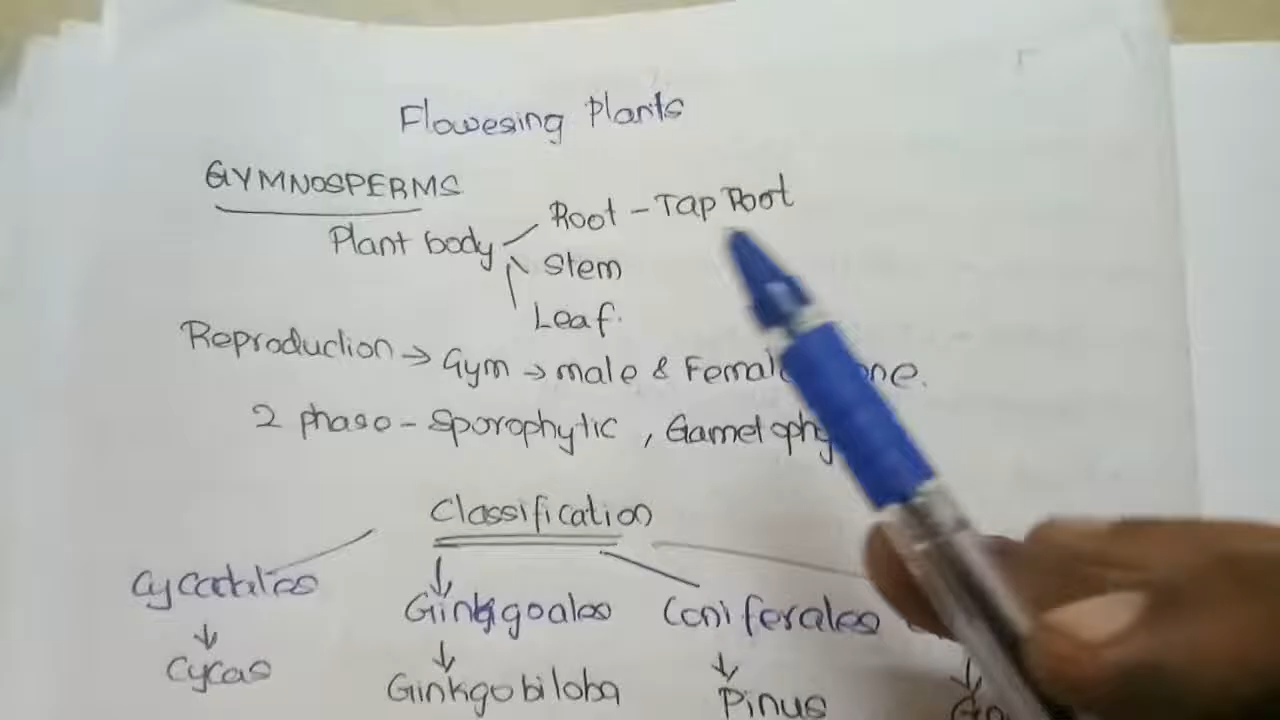 Flowesing Plants
GYMNOSPERMS
Root - Tap Root
Plant body
Stem
Leaf.
Reproduction → Gym → male & Female
2 phase - Sporophytic , Gametophy
Classification
Cycadales Ginkgoales Coniferales
↓ ↓ ↓ ↓
Cycas Ginkgobiloba Pinus